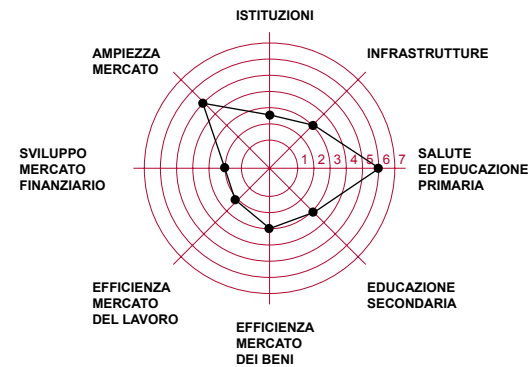 ISTITUZIONI
AMPIEZZA
MERCATO
INFRASTRUTTURE
SVILUPPO
MERCATO
FINANZIARIO
1 2 3 4 5 6 7
SALUTE
ED EDUCAZIONE
PRIMARIA
EFFICIENZA
MERCATO
DEL LAVORO
EDUCAZIONE
SECONDARIA
EFFICIENZA
MERCATO
DEI BENI